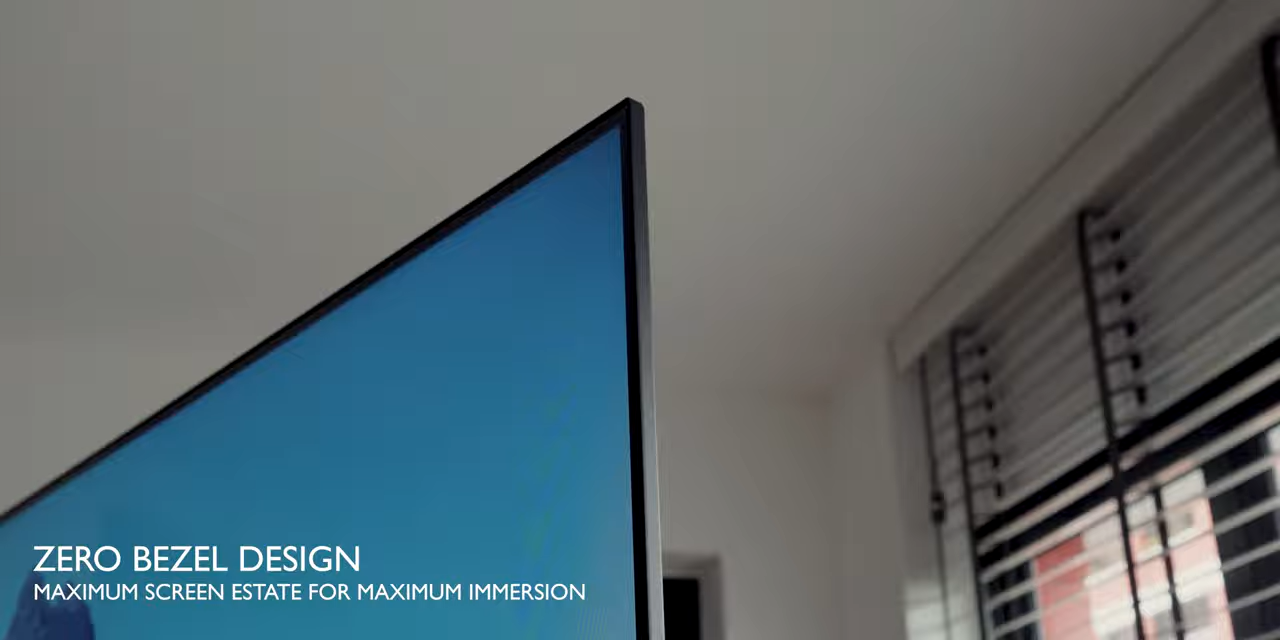 ZERO BEZEL DESIGN
MAXIMUM SCREEN ESTATE FOR MAXIMUM IMMERSION